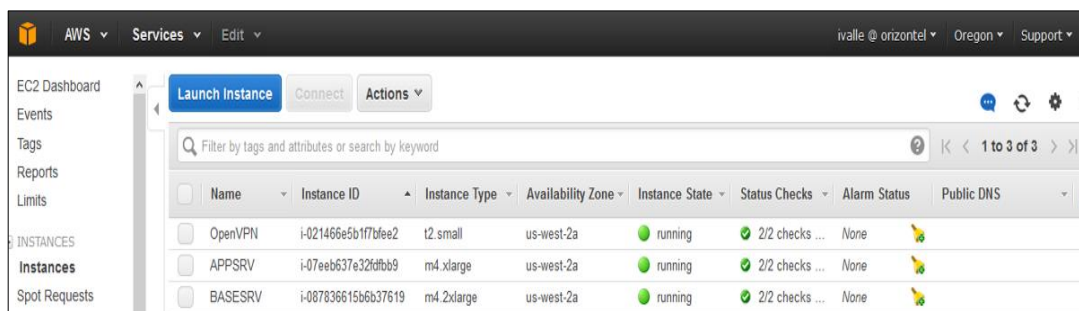 AWS Services Edit ivalle @ orizontel Oregon Support
EC2 Dashboard
Events
Tags
Reports
Limits
INSTANCES
Instances
Spot Requests
Launch Instance Connect Actions
Filter by tags and attributes or search by keyword 1 to 3 of 3
Name Instance ID Instance Type Availability Zone Instance State Status Checks Alarm Status Public DNS
OpenVPN i-021466e5b1f7bfee2 t2.small us-west-2a running 2/2 checks ... None
APPSRV i-07eeb637e32fdfbb9 m4.xlarge us-west-2a running 2/2 checks ... None
BASESRV i-087836615b6b37619 m4.2xlarge us-west-2a running 2/2 checks ... None